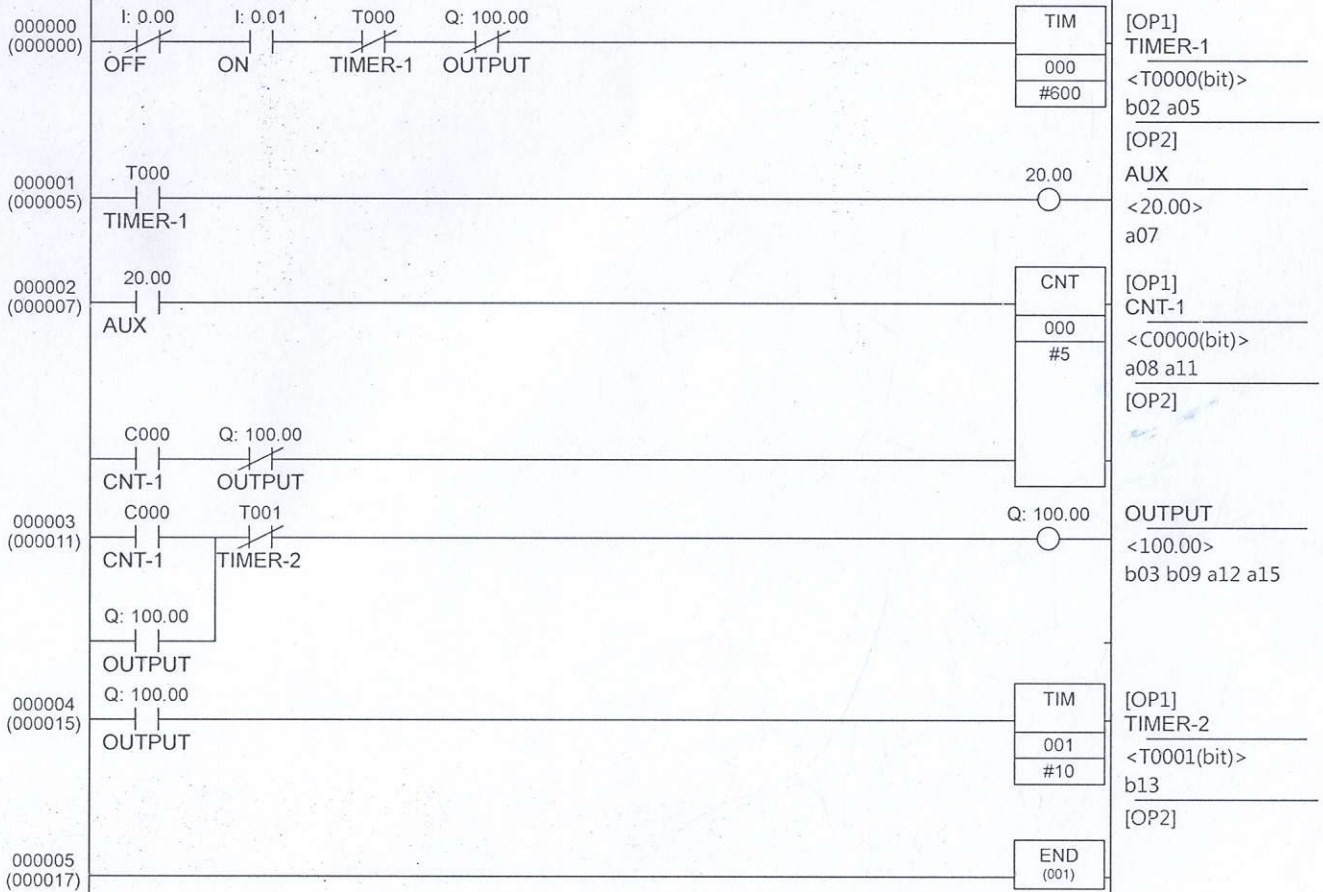 000000
(000000)
I: 0.00
I: 0.01
T000
Q: 100.00
OFF
ON
TIMER-1
OUTPUT
TIM
000
#600
[OP1]
TIMER-1
<T0000(bit)>
b02 a05
[OP2]
000001
(000005)
T000
TIMER-1
20.00
AUX
<20.00>
a07
000002
(000007)
20.00
AUX
CNT
000
#5
[OP1]
CNT-1
<C0000(bit)>
a08 a11
[OP2]
C000
Q: 100.00
CNT-1
OUTPUT
000003
(000011)
C000
T001
CNT-1
TIMER-2
Q: 100.00
OUTPUT
<100.00>
b03 b09 a12 a15
Q: 100.00
OUTPUT
000004
(000015)
Q: 100.00
OUTPUT
TIM
001
#10
[OP1]
TIMER-2
<T0001(bit)>
b13
[OP2]
000005
(000017)
END
(001)